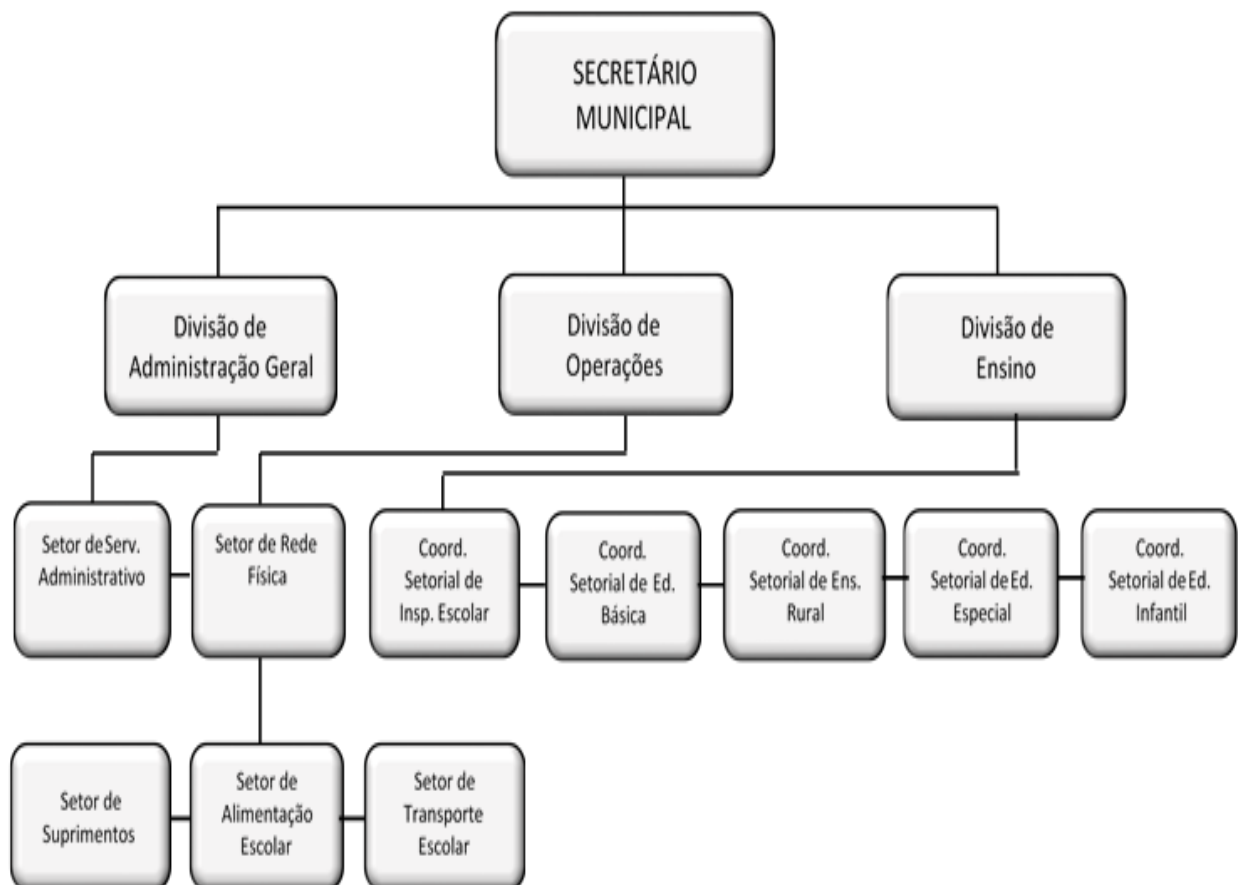 SECRETÁRIO
MUNICIPAL
Divisão de
Administração Geral
Divisão de
Operações
Divisão de
Ensino
Setor de Serv.
Administrativo
Setor de Rede
Física
Coord.
Setorial de
Insp. Escolar
Coord.
Setorial de Ed.
Básica
Coord.
Setorial de Ens.
Rural
Coord.
Setorial de Ed.
Especial
Coord.
Setorial de Ed.
Infantil
Setor de
Suprimentos
Setor de
Alimentação
Escolar
Setor de
Transporte
Escolar